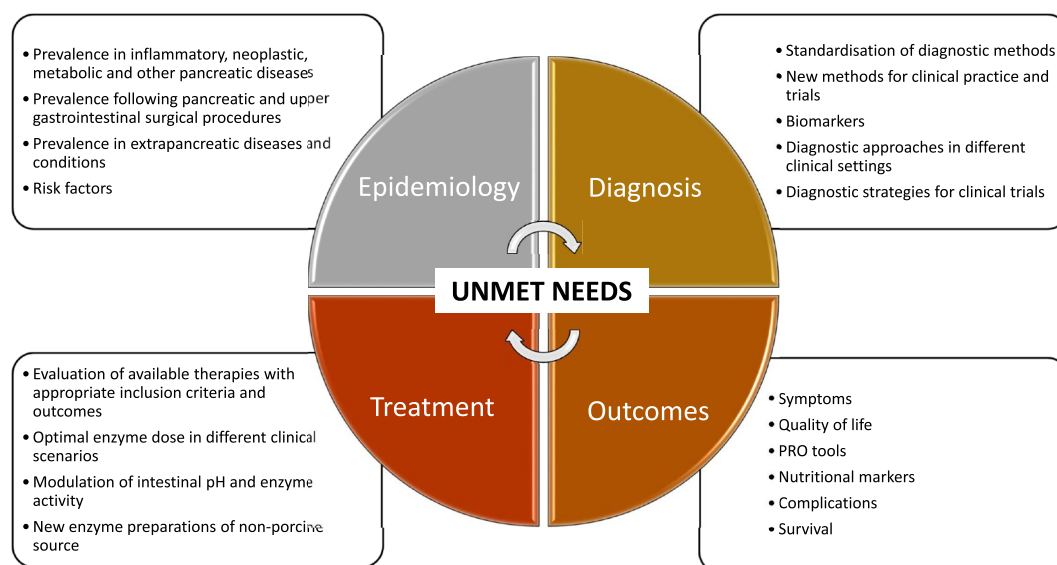 • Prevalence in inflammatory, neoplastic,
metabolic and other pancreatic diseases
• Prevalence following pancreatic and upper
gastrointestinal surgical procedures
• Prevalence in extrapancreatic diseases and
conditions
• Risk factors
• Standardisation of diagnostic methods
• New methods for clinical practice and
trials
• Biomarkers
• Diagnostic approaches in different
clinical settings
• Diagnostic strategies for clinical trials
Epidemiology
Diagnosis
UNMET NEEDS
Treatment
Outcomes
• Evaluation of available therapies with
appropriate inclusion criteria and
outcomes
• Optimal enzyme dose in different clinical
scenarios
• Modulation of intestinal pH and enzyme
activity
• New enzyme preparations of non-porcine
source
• Symptoms
• Quality of life
• PRO tools
• Nutritional markers
• Complications
• Survival